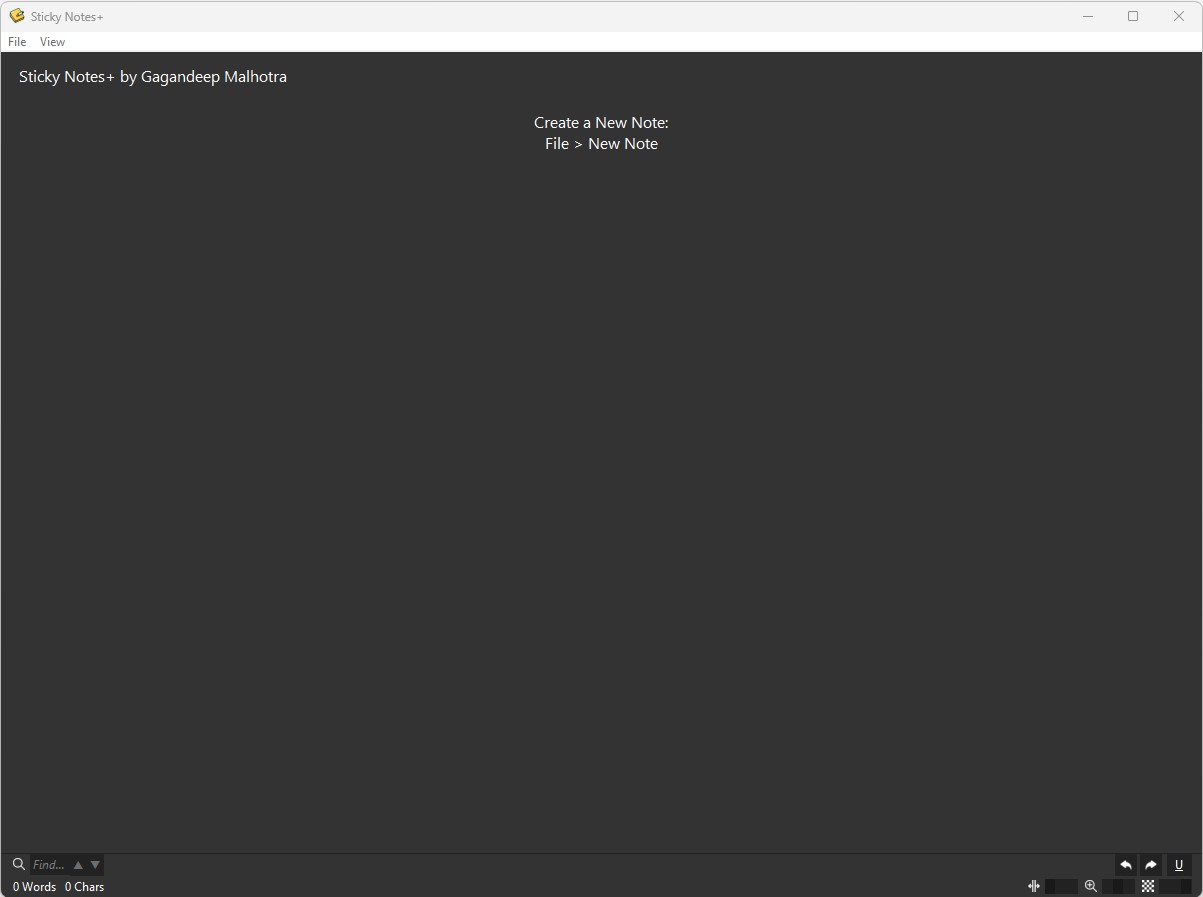 Sticky Notes+
File View
Sticky Notes+ by Gagandeep Malhotra
Create a New Note:
File > New Note
Find...
U
0 Words 0 Chars